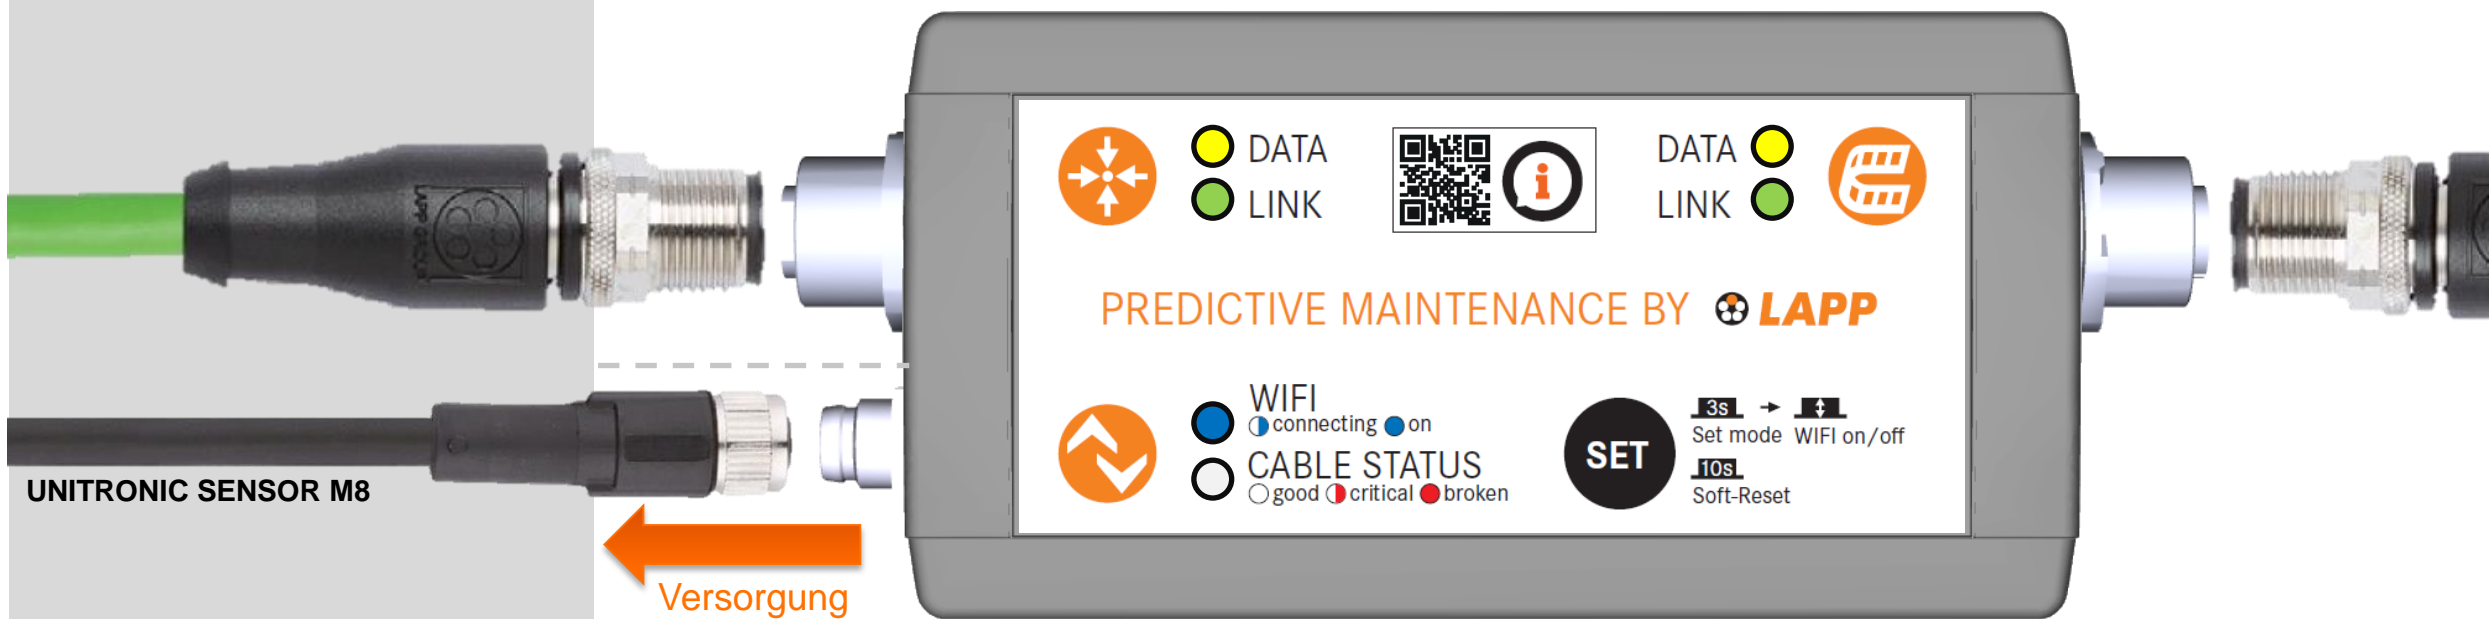 DATA
LINK
DATA
LINK
PREDICTIVE MAINTENANCE BY LAPP
WIFI
connecting on
CABLE STATUS
good critical broken
SET
3s
Set mode WIFI on/off
10s
Soft-Reset
UNITRONIC SENSOR M8
Versorgung